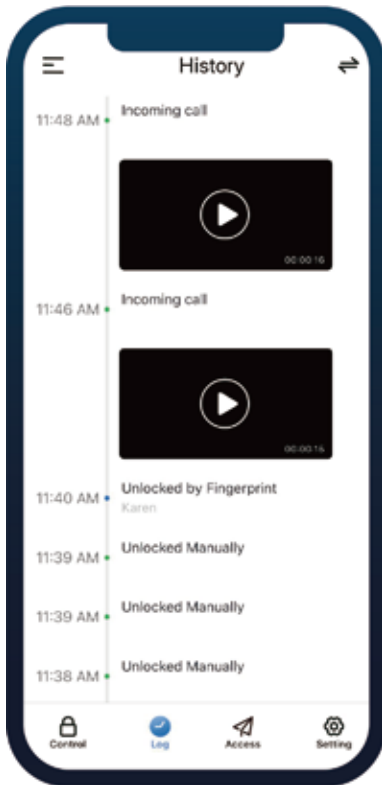 History
11:48 AM
Incoming call
00:00:16
11:46 AM
Incoming call
00:00:16
11:40 AM
Unlocked by Fingerprint
Karen
11:39 AM
Unlocked Manually
11:39 AM
Unlocked Manually
11:38 AM
Unlocked Manually
Control
Log
Access
Setting